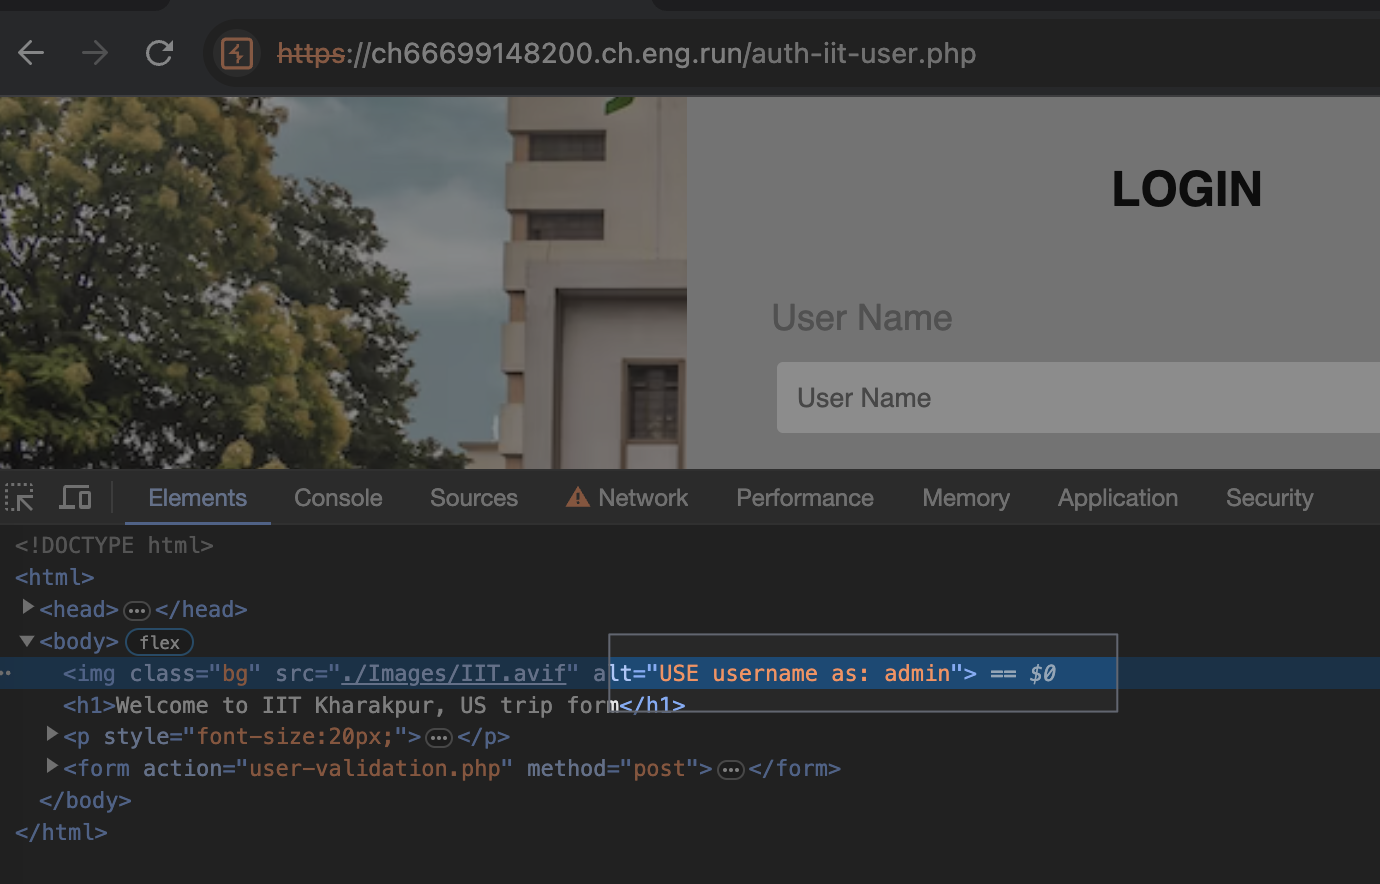 https://ch66699148200.ch.eng.run/auth-iit-user.php
LOGIN
User Name
User Name
Elements Console Sources Network Performance Memory Application Security
<!DOCTYPE html>
<html>
<head> ••• </head>
<body> flex
<img class="bg" src="./Images/IIT.avif" alt="USE username as: admin"> == $0
<h1>Welcome to IIT Kharakpur, US trip form</h1>
<p style="font-size:20px;"> ••• </p>
<form action="user-validation.php" method="post"> ••• </form>
</body>
</html>